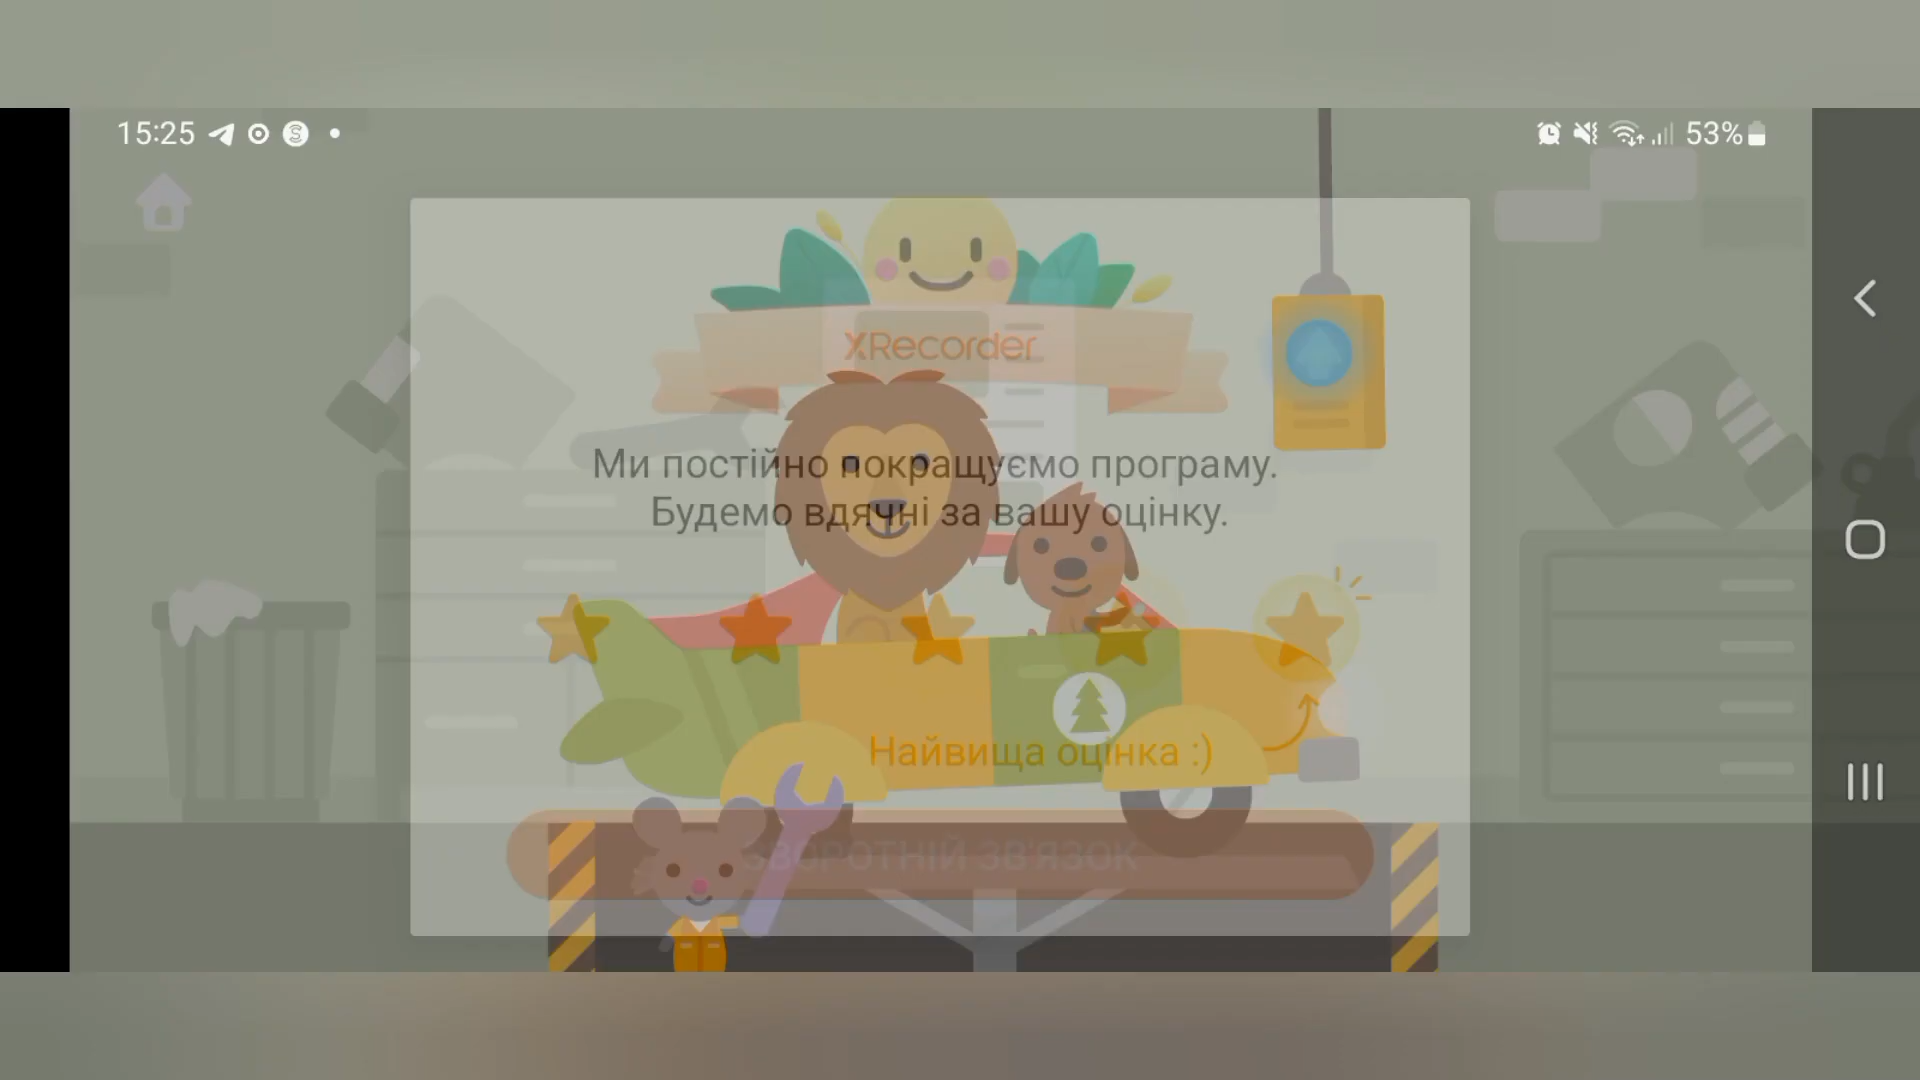 15:25
53%
XRecorder
Ми постійно покращуємо програму.
Будемо вдячні за вашу оцінку.
Найвища оцінка :)
ЗВОРОТНІЙ ЗВ'ЯЗОК